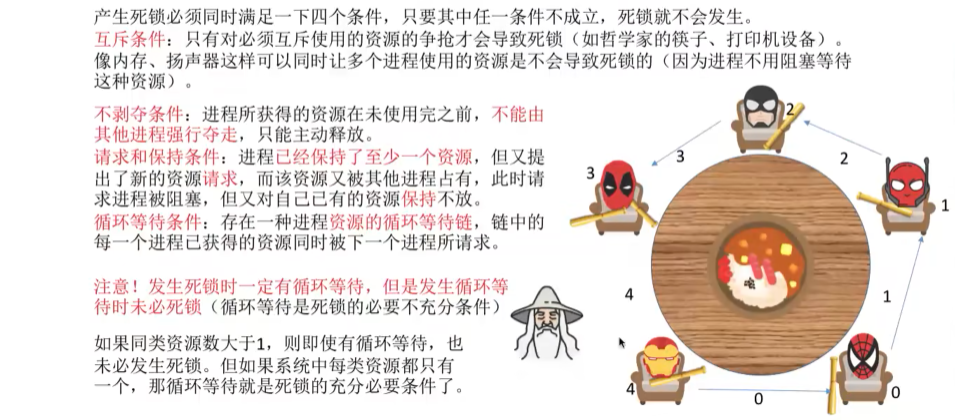 产生死锁必须同时满足一下四个条件，只要其中任一条件不成立，死锁就不会发生。
互斥条件：只有对必须互斥使用的资源的争抢才会导致死锁（如哲学家的筷子、打印机设备）。
像内存、扬声器这样可以同时让多个进程使用的资源是不会导致死锁的（因为进程不用阻塞等待
这种资源）。
不剥夺条件：进程所获得的资源在未使用完之前，不能由
其他进程强行夺走，只能主动释放。
请求和保持条件：进程已经保持了至少一个资源，但又提
出了新的资源请求，而该资源又被其他进程占有，此时请
求进程被阻塞，但又对自己已有的资源保持不放。
循环等待条件：存在一种进程资源的循环等待链，链中的
每一个进程已获得的资源同时被下一个进程所请求。
注意！发生死锁时一定有循环等待，但是发生循环等
待时未必死锁（循环等待是死锁的必要不充分条件）
如果同类资源数大于1，则即使有循环等待，也
未必发生死锁。但如果系统中每类资源都只有
一个，那循环等待就是死锁的充分必要条件了。
2
3
2
3
1
4
1
4
0
0